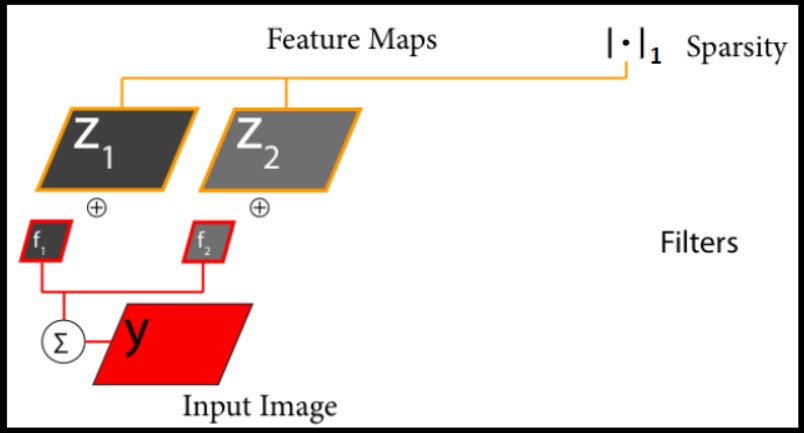 Feature Maps
|·|₁ Sparsity
Z₁ Z₂
⊕ ⊕
f₁ f₂
Filters
Σ
y
Input Image